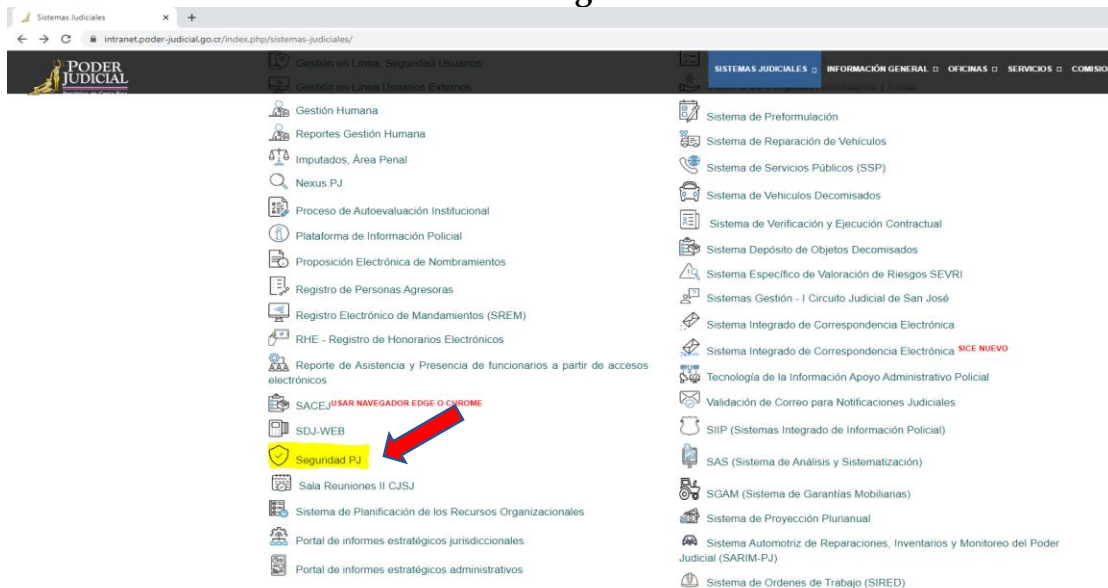 Sistemas Judiciales
intranet.poder-judicial.go.cr/index.php/sistemas-judiciales/
PODER
JUDICIAL
República de Costa Rica
SISTEMAS JUDICIALES
INFORMACIÓN GENERAL
OFICINAS
SERVICIOS
Gestión en Línea, Seguridad Usuarios
Gestión en Línea Usuarios Externos
Gestión Humana
Reportes Gestión Humana
Imputados, Área Penal
Nexus.PJ
Proceso de Autoevaluación Institucional
Plataforma de Información Policial
Proposición Electrónica de Nombramientos
Registro de Personas Agresoras
Registro Electrónico de Mandamientos (SREM)
RHE - Registro de Honorarios Electrónicos
Reporte de Asistencia y Presencia de funcionarios a partir de accesos
electrónicos
SACEJ USAR NAVEGADOR EDGE O CHROME
SDJ-WEB
Seguridad PJ
Sala Reuniones II CJSJ
Sistema de Planificación de los Recursos Organizacionales
Portal de informes estratégicos jurisdiccionales
Portal de informes estratégicos administrativos
Sistema de Preformulación
Sistema de Reparación de Vehículos
Sistema de Servicios Públicos (SSP)
Sistema de Vehiculos Decomisados
Sistema de Verificación y Ejecución Contractual
Sistema Depósito de Objetos Decomisados
Sistema Específico de Valoración de Riesgos SEVRI
Sistemas Gestión - I Circuito Judicial de San José
Sistema Integrado de Correspondencia Electrónica
Sistema Integrado de Correspondencia Electrónica SICE NUEVO
Tecnología de la Información Apoyo Administrativo Policial
Validación de Correo para Notificaciones Judiciales
SIIP (Sistemas Integrado de Información Policial)
SAS (Sistema de Análisis y Sistematización)
SGAM (Sistema de Garantías Mobiliarias)
Sistema de Proyección Plurianual
Sistema Automotriz de Reparaciones, Inventarios y Monitoreo del Poder
Judicial (SARIM-PJ)
Sistema de Ordenes de Trabajo (SIRED)